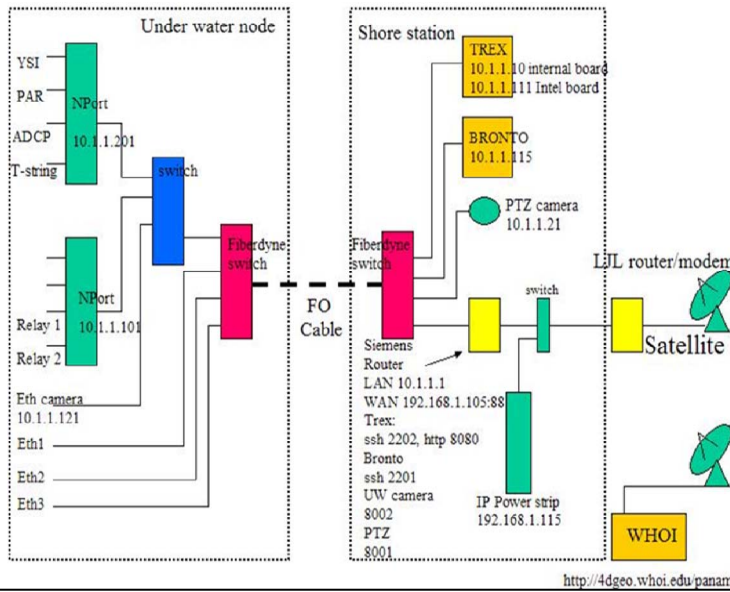 Under water node
YSI
PAR
ADCP
T-string
NPort
10.1.1.201
switch
Fiberdyne
switch
NPort
10.1.1.101
Relay 1
Relay 2
Eth camera
10.1.1.121
Eth1
Eth2
Eth3
FO
Cable
Shore station
TREX
10.1.1.10 internal board
10.1.1.111 Intel board
BRONTO
10.1.1.115
PTZ camera
10.1.1.21
Fiberdyne
switch
switch
LJL router/modem
Satellite
Siemens
Router
LAN 10.1.1.1
WAN 192.168.1.105:88
Trex:
ssh 2202, http 8080
Bronto
ssh 2201
UW camera
8002
PTZ
8001
IP Power strip
192.168.1.115
WHOI
http://4dgeo.whoi.edu/panam